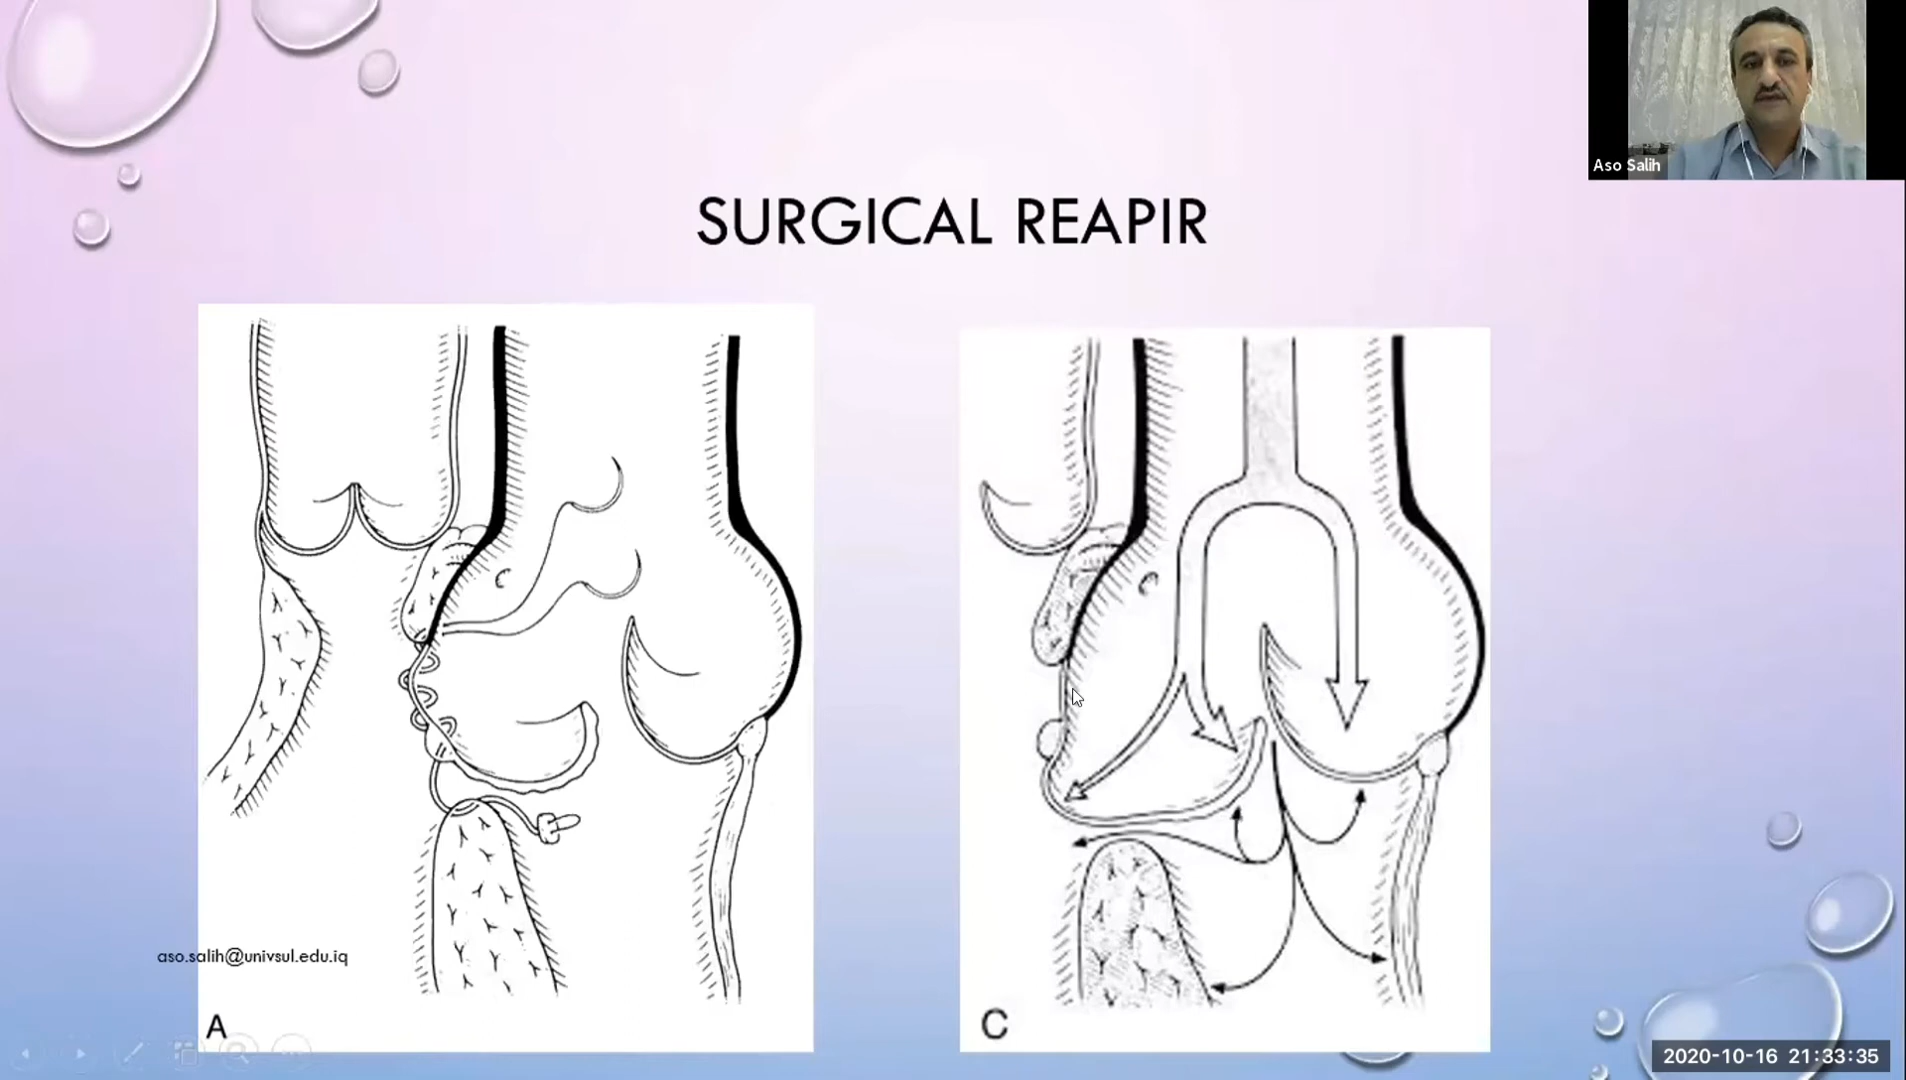 Aso Salih
SURGICAL REAPIR
aso.salih@univsul.edu.iq
A
C
2020-10-16 21:33:35